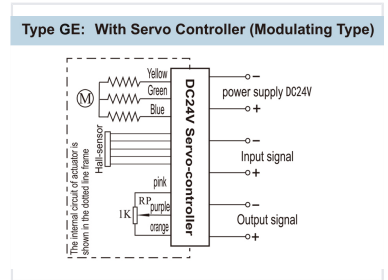 Type GE: With Servo Controller (Modulating Type)
Yellow
Green
Blue
M
Hall-sensor
pink
RP
purple
1K
orange
The internal circuit of actuator is
shown in the dotted line frame
DC24V Servo-controller
−
power supply DC24V
+
−
Input signal
+
−
Output signal
+